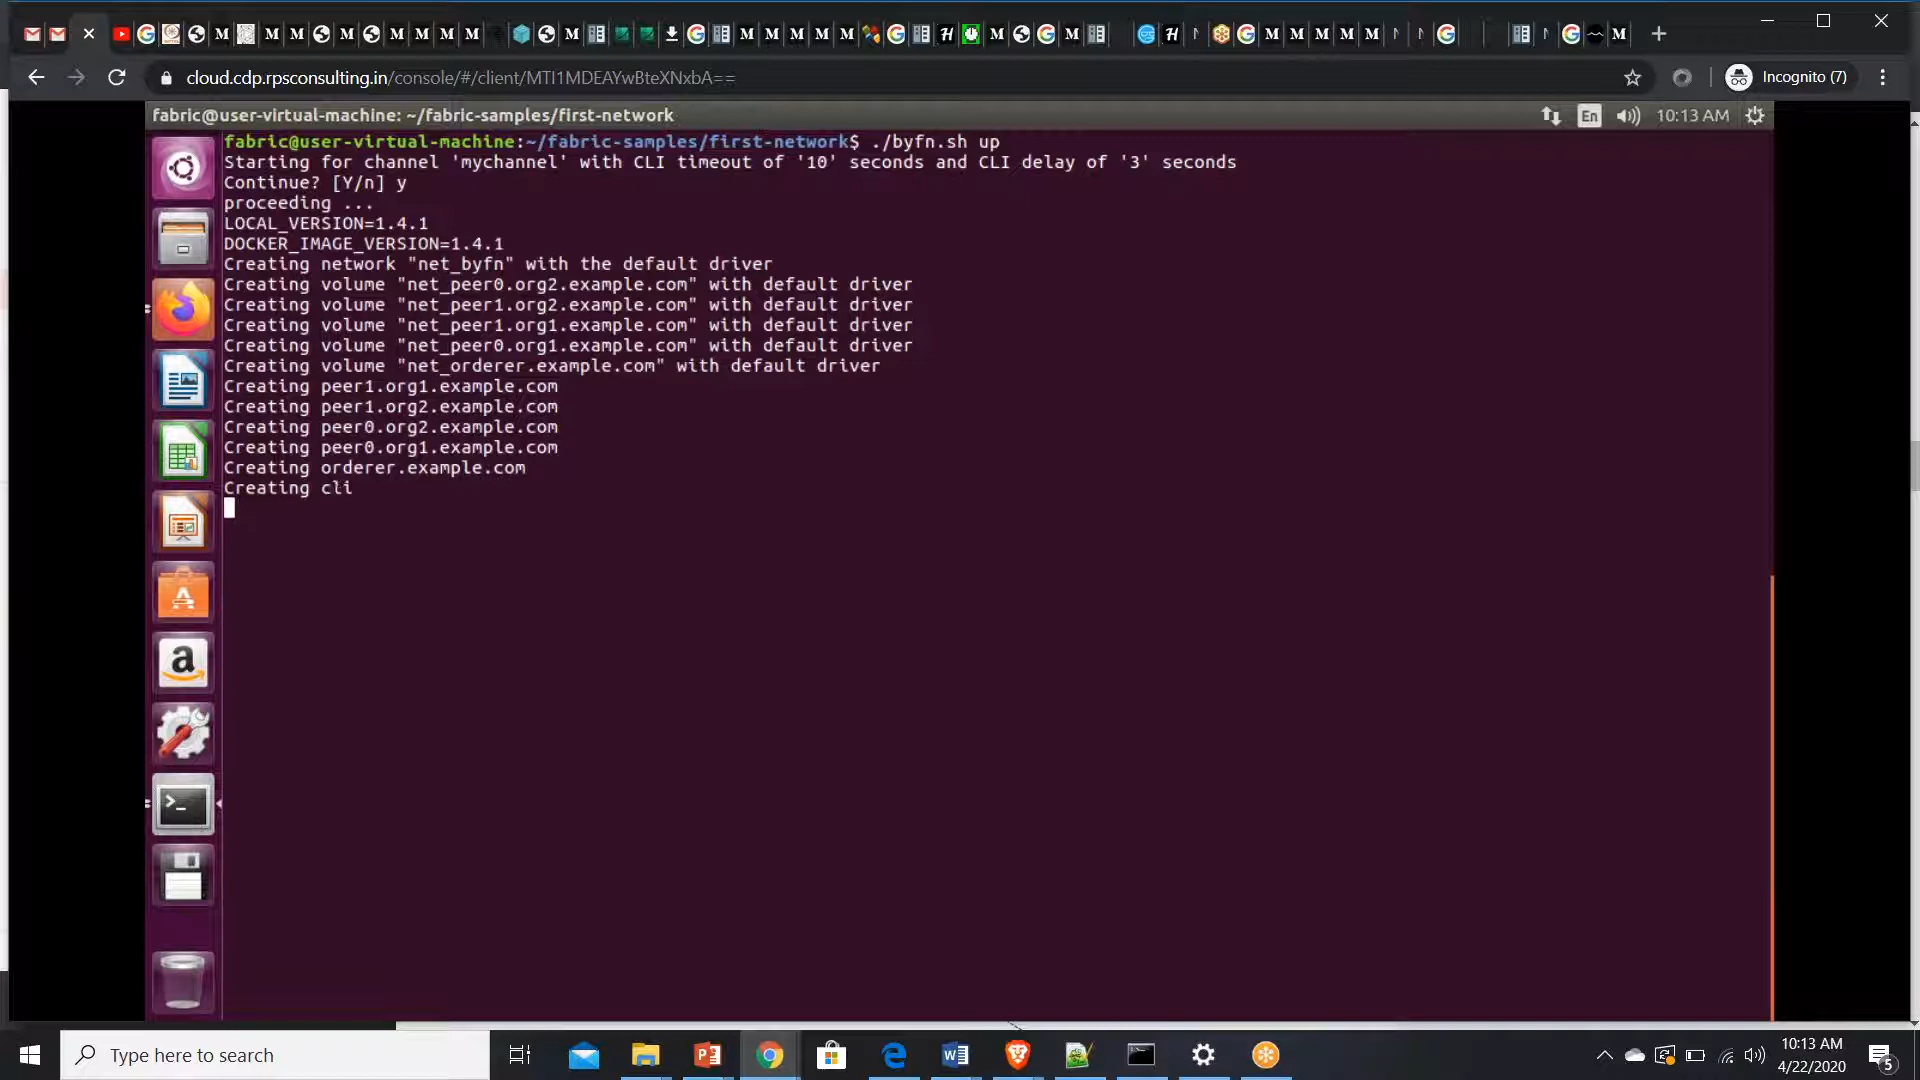 cloud.cdp.rpsconsulting.in/console/#/client/MTI1MDEAYwBteXNxbA==
Incognito (7)
fabric@user-virtual-machine: ~/fabric-samples/first-network
En
10:13 AM
fabric@user-virtual-machine:~/fabric-samples/first-network$ ./byfn.sh up
Starting for channel 'mychannel' with CLI timeout of '10' seconds and CLI delay of '3' seconds
Continue? [Y/n] y
proceeding ...
LOCAL_VERSION=1.4.1
DOCKER_IMAGE_VERSION=1.4.1
Creating network "net_byfn" with the default driver
Creating volume "net_peer0.org2.example.com" with default driver
Creating volume "net_peer1.org2.example.com" with default driver
Creating volume "net_peer1.org1.example.com" with default driver
Creating volume "net_peer0.org1.example.com" with default driver
Creating volume "net_orderer.example.com" with default driver
Creating peer1.org1.example.com
Creating peer1.org2.example.com
Creating peer0.org2.example.com
Creating peer0.org1.example.com
Creating orderer.example.com
Creating cli
Type here to search
10:13 AM
4/22/2020
5